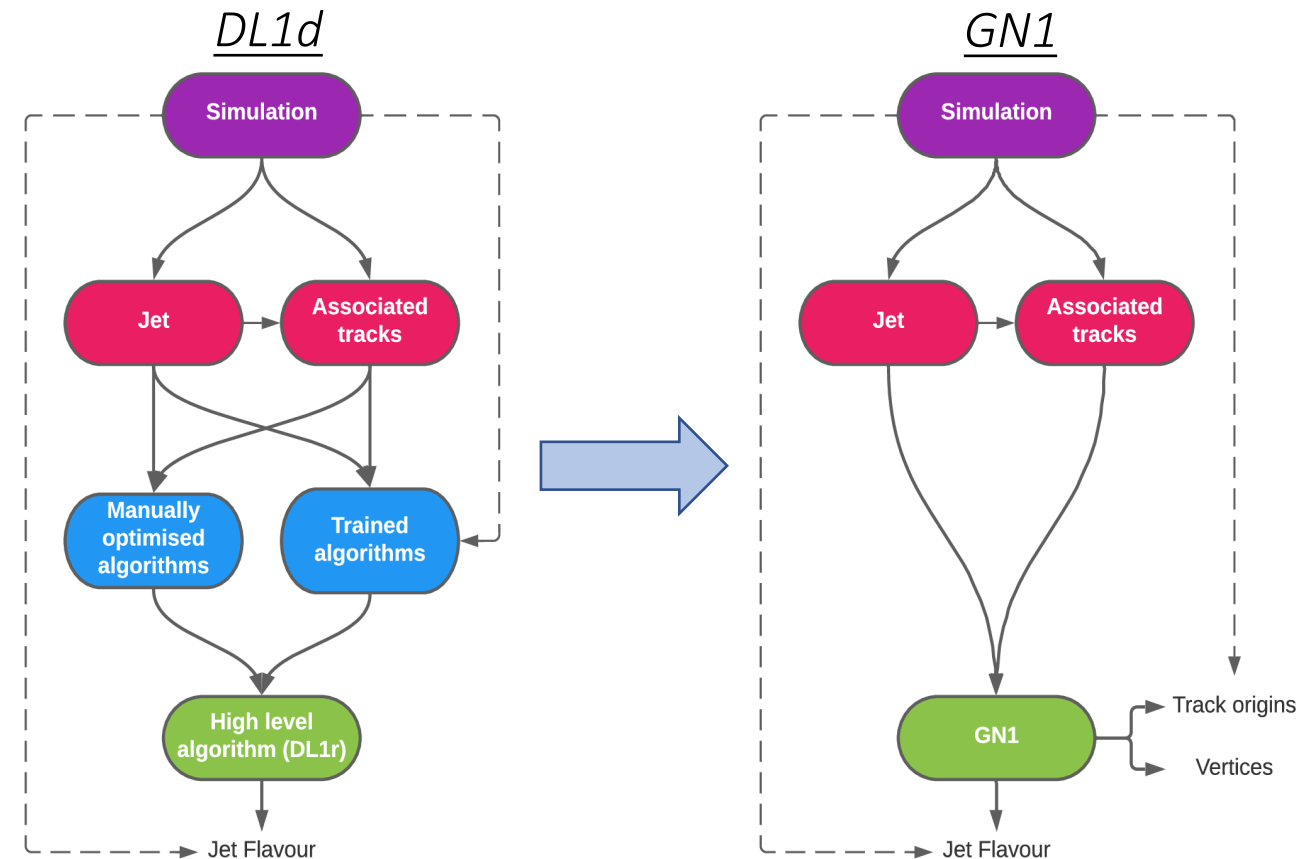 DL1d
Simulation
Jet
Associated
tracks
Manually
optimised
algorithms
Trained
algorithms
High level
algorithm (DL1r)
Jet Flavour
GN1
Simulation
Jet
Associated
tracks
GN1
Track origins
Vertices
Jet Flavour